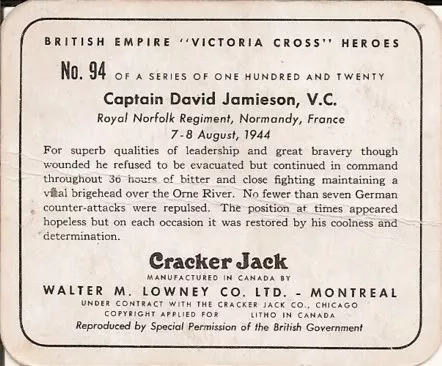 BRITISH EMPIRE "VICTORIA CROSS" HEROES
No. 94 OF A SERIES OF ONE HUNDRED AND TWENTY
Captain David Jamieson, V.C.
Royal Norfolk Regiment, Normandy, France
7-8 August, 1944
For superb qualities of leadership and great bravery though
wounded he refused to be evacuated but continued in command
throughout 36 hours of bitter and close fighting maintaining a
vital brigehead over the Orne River. No fewer than seven German
counter-attacks were repulsed. The position at times appeared
hopeless but on each occasion it was restored by his coolness and
determination.
Cracker Jack
MANUFACTURED IN CANADA BY
WALTER M. LOWNEY CO. LTD. - MONTREAL
UNDER CONTRACT WITH THE CRACKER JACK CO., CHICAGO
COPYRIGHT APPLIED FOR LITHO IN CANADA
Reproduced by Special Permission of the British Government